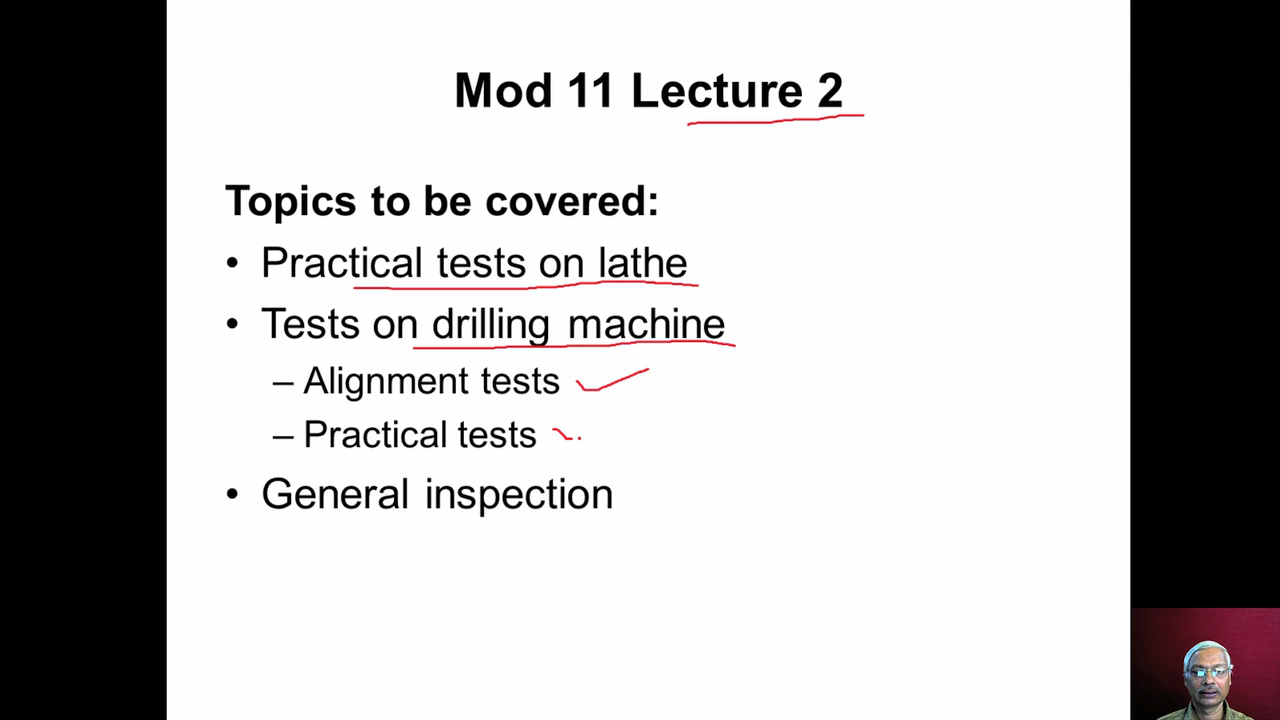 Mod 11 Lecture 2
Topics to be covered:
• Practical tests on lathe
• Tests on drilling machine
– Alignment tests
– Practical tests
• General inspection